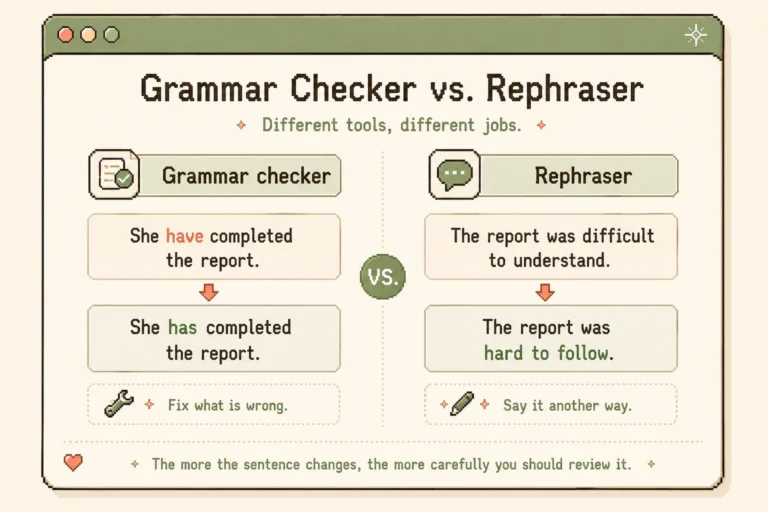 Grammar Checker vs. Rephraser
Different tools, different jobs.
Grammar checker
She have completed
the report.
She has completed
the report.
Fix what is wrong.
VS.
Rephraser
The report was difficult
to understand.
The report was
hard to follow.
Say it another way.
The more the sentence changes, the more carefully you should review it.